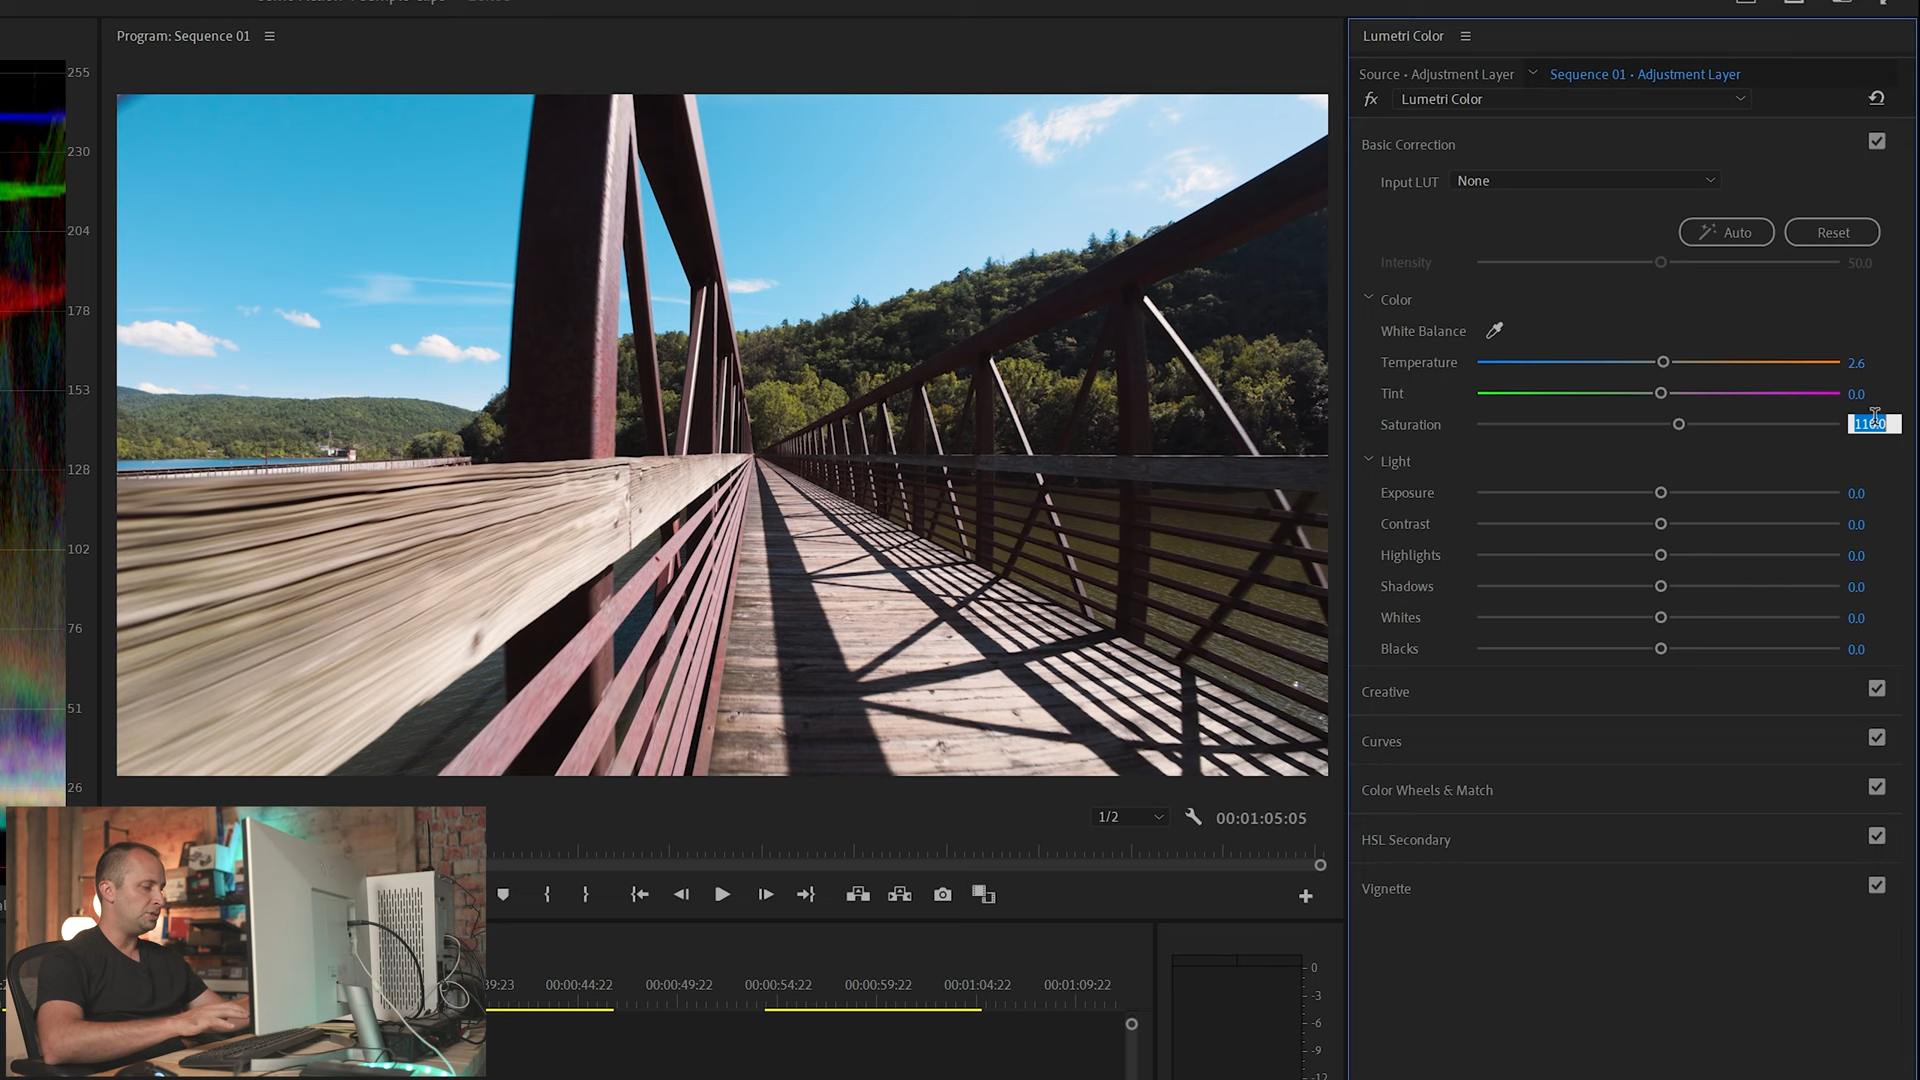 Program: Sequence 01
255
230
204
178
153
128
102
76
51
26
1/2
00:01:05:05
39:23
00:00:44:22
00:00:49:22
00:00:54:22
00:00:59:22
00:01:04:22
00:01:09:22
0
-3
-6
-9
-12
Lumetri Color
Source • Adjustment Layer
Sequence 01 • Adjustment Layer
fx
Lumetri Color
Basic Correction
Input LUT
None
Auto
Reset
Intensity
50.0
Color
White Balance
Temperature
2.6
Tint
0.0
Saturation
Light
Exposure
0.0
Contrast
0.0
Highlights
0.0
Shadows
0.0
Whites
0.0
Blacks
0.0
Creative
Curves
Color Wheels & Match
HSL Secondary
Vignette